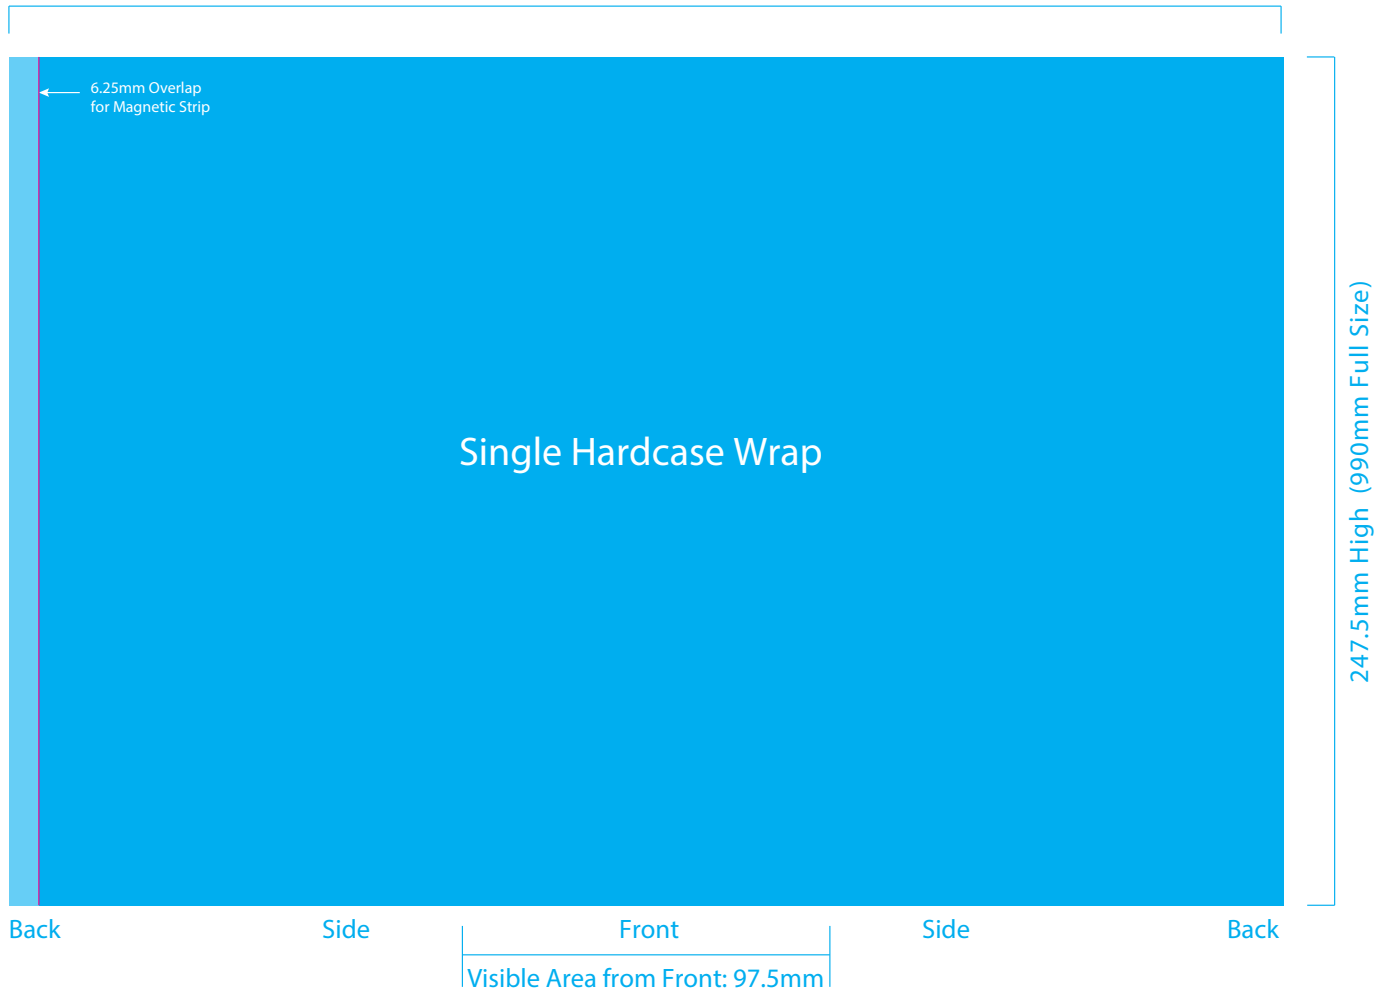 6.25mm Overlap
for Magnetic Strip
Single Hardcase Wrap
247.5mm High (990mm Full Size)
Back
Side
Front
Side
Back
Visible Area from Front: 97.5mm